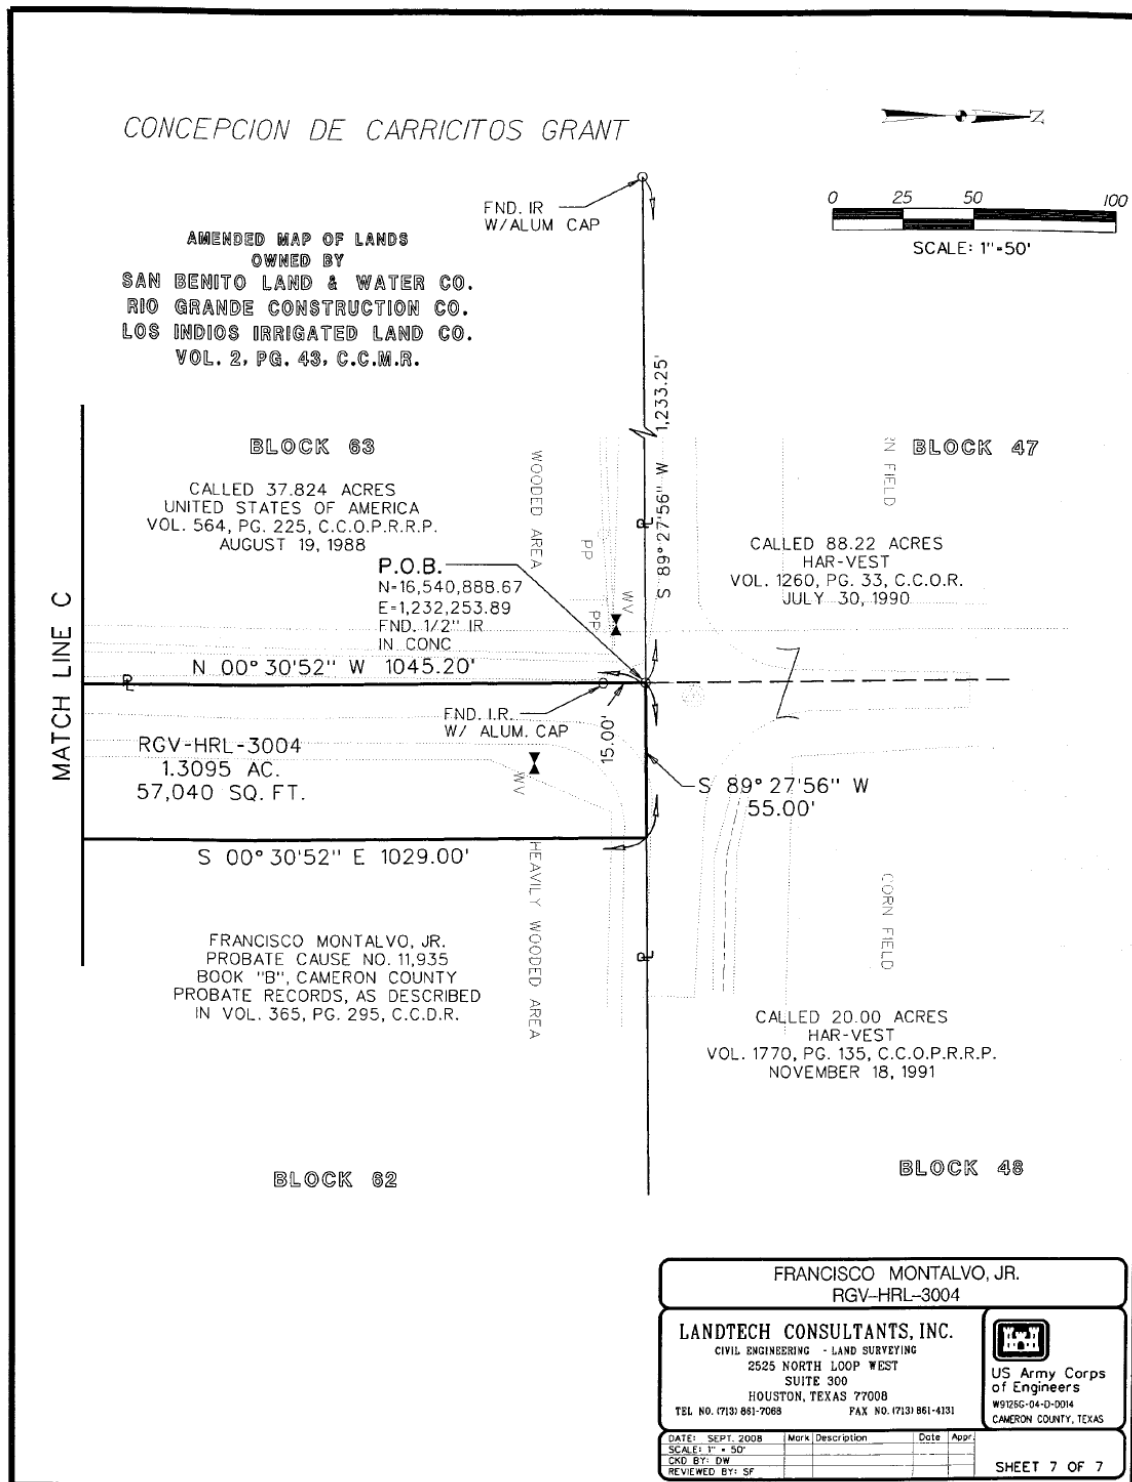 CONCEPCION DE CARRICITOS GRANT
Z
0 25 50 100
SCALE: 1"=50'
FND. IR
W/ALUM CAP
AMENDED MAP OF LANDS
OWNED BY
SAN BENITO LAND & WATER CO.
RIO GRANDE CONSTRUCTION CO.
LOS INDIOS IRRIGATED LAND CO.
VOL. 2, PG. 43, C.C.M.R.
S 89°27'56" W 1,233.25'
BLOCK 63
CALLED 37.824 ACRES
UNITED STATES OF AMERICA
VOL. 564, PG. 225, C.C.O.P.R.R.P.
AUGUST 19, 1988
WOODED AREA
PP
PP
WV
RN FIELD
BLOCK 47
CALLED 88.22 ACRES
HAR-VEST
VOL. 1260, PG. 33, C.C.O.R.
JULY 30, 1990
P.O.B.
N=16,540,888.67
E=1,232,253.89
FND. 1/2" IR
IN CONC
MATCH LINE C
N 00°30'52" W 1045.20'
PL
PL
FND. I.R.
W/ ALUM. CAP
15.00'
RGV-HRL-3004
1.3095 AC.
57,040 SQ. FT.
WV
S 89°27'56" W
55.00'
S 00°30'52" E 1029.00'
HEAVILY WOODED AREA
CORN FIELD
FRANCISCO MONTALVO, JR.
PROBATE CAUSE NO. 11,935
BOOK "B", CAMERON COUNTY
PROBATE RECORDS, AS DESCRIBED
IN VOL. 365, PG. 295, C.C.D.R.
PL
CALLED 20.00 ACRES
HAR-VEST
VOL. 1770, PG. 135, C.C.O.P.R.R.P.
NOVEMBER 18, 1991
BLOCK 62
BLOCK 48
FRANCISCO MONTALVO, JR.
RGV-HRL-3004
LANDTECH CONSULTANTS, INC.
CIVIL ENGINEERING - LAND SURVEYING
2525 NORTH LOOP WEST
SUITE 300
HOUSTON, TEXAS 77008
TEL NO. (713) 861-7068 FAX NO. (713) 861-4131
US Army Corps
of Engineers
W9126G-04-D-0014
CAMERON COUNTY, TEXAS
DATE: SEPT. 2008 Mark Description Date Appr.
SCALE: 1" = 50'
CKD BY: DW
REVIEWED BY: SF
SHEET 7 OF 7